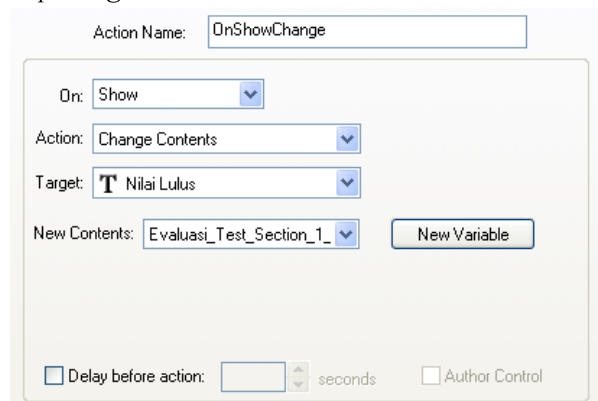 Action Name: OnShowChange
On: Show
Action: Change Contents
Target: T Nilai Lulus
New Contents: Evaluasi_Test_Section_1_ New Variable
Delay before action: seconds Author Control